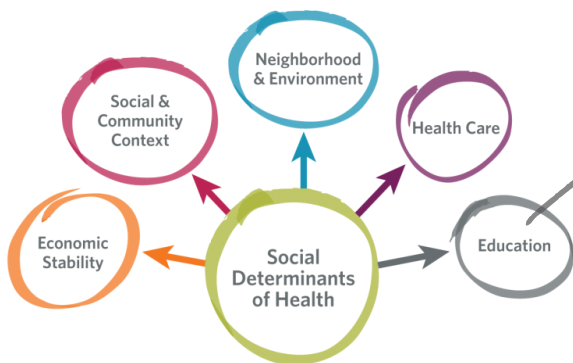 Neighborhood
& Environment
Social &
Community
Context
Health Care
Economic
Stability
Social
Determinants
of Health
Education